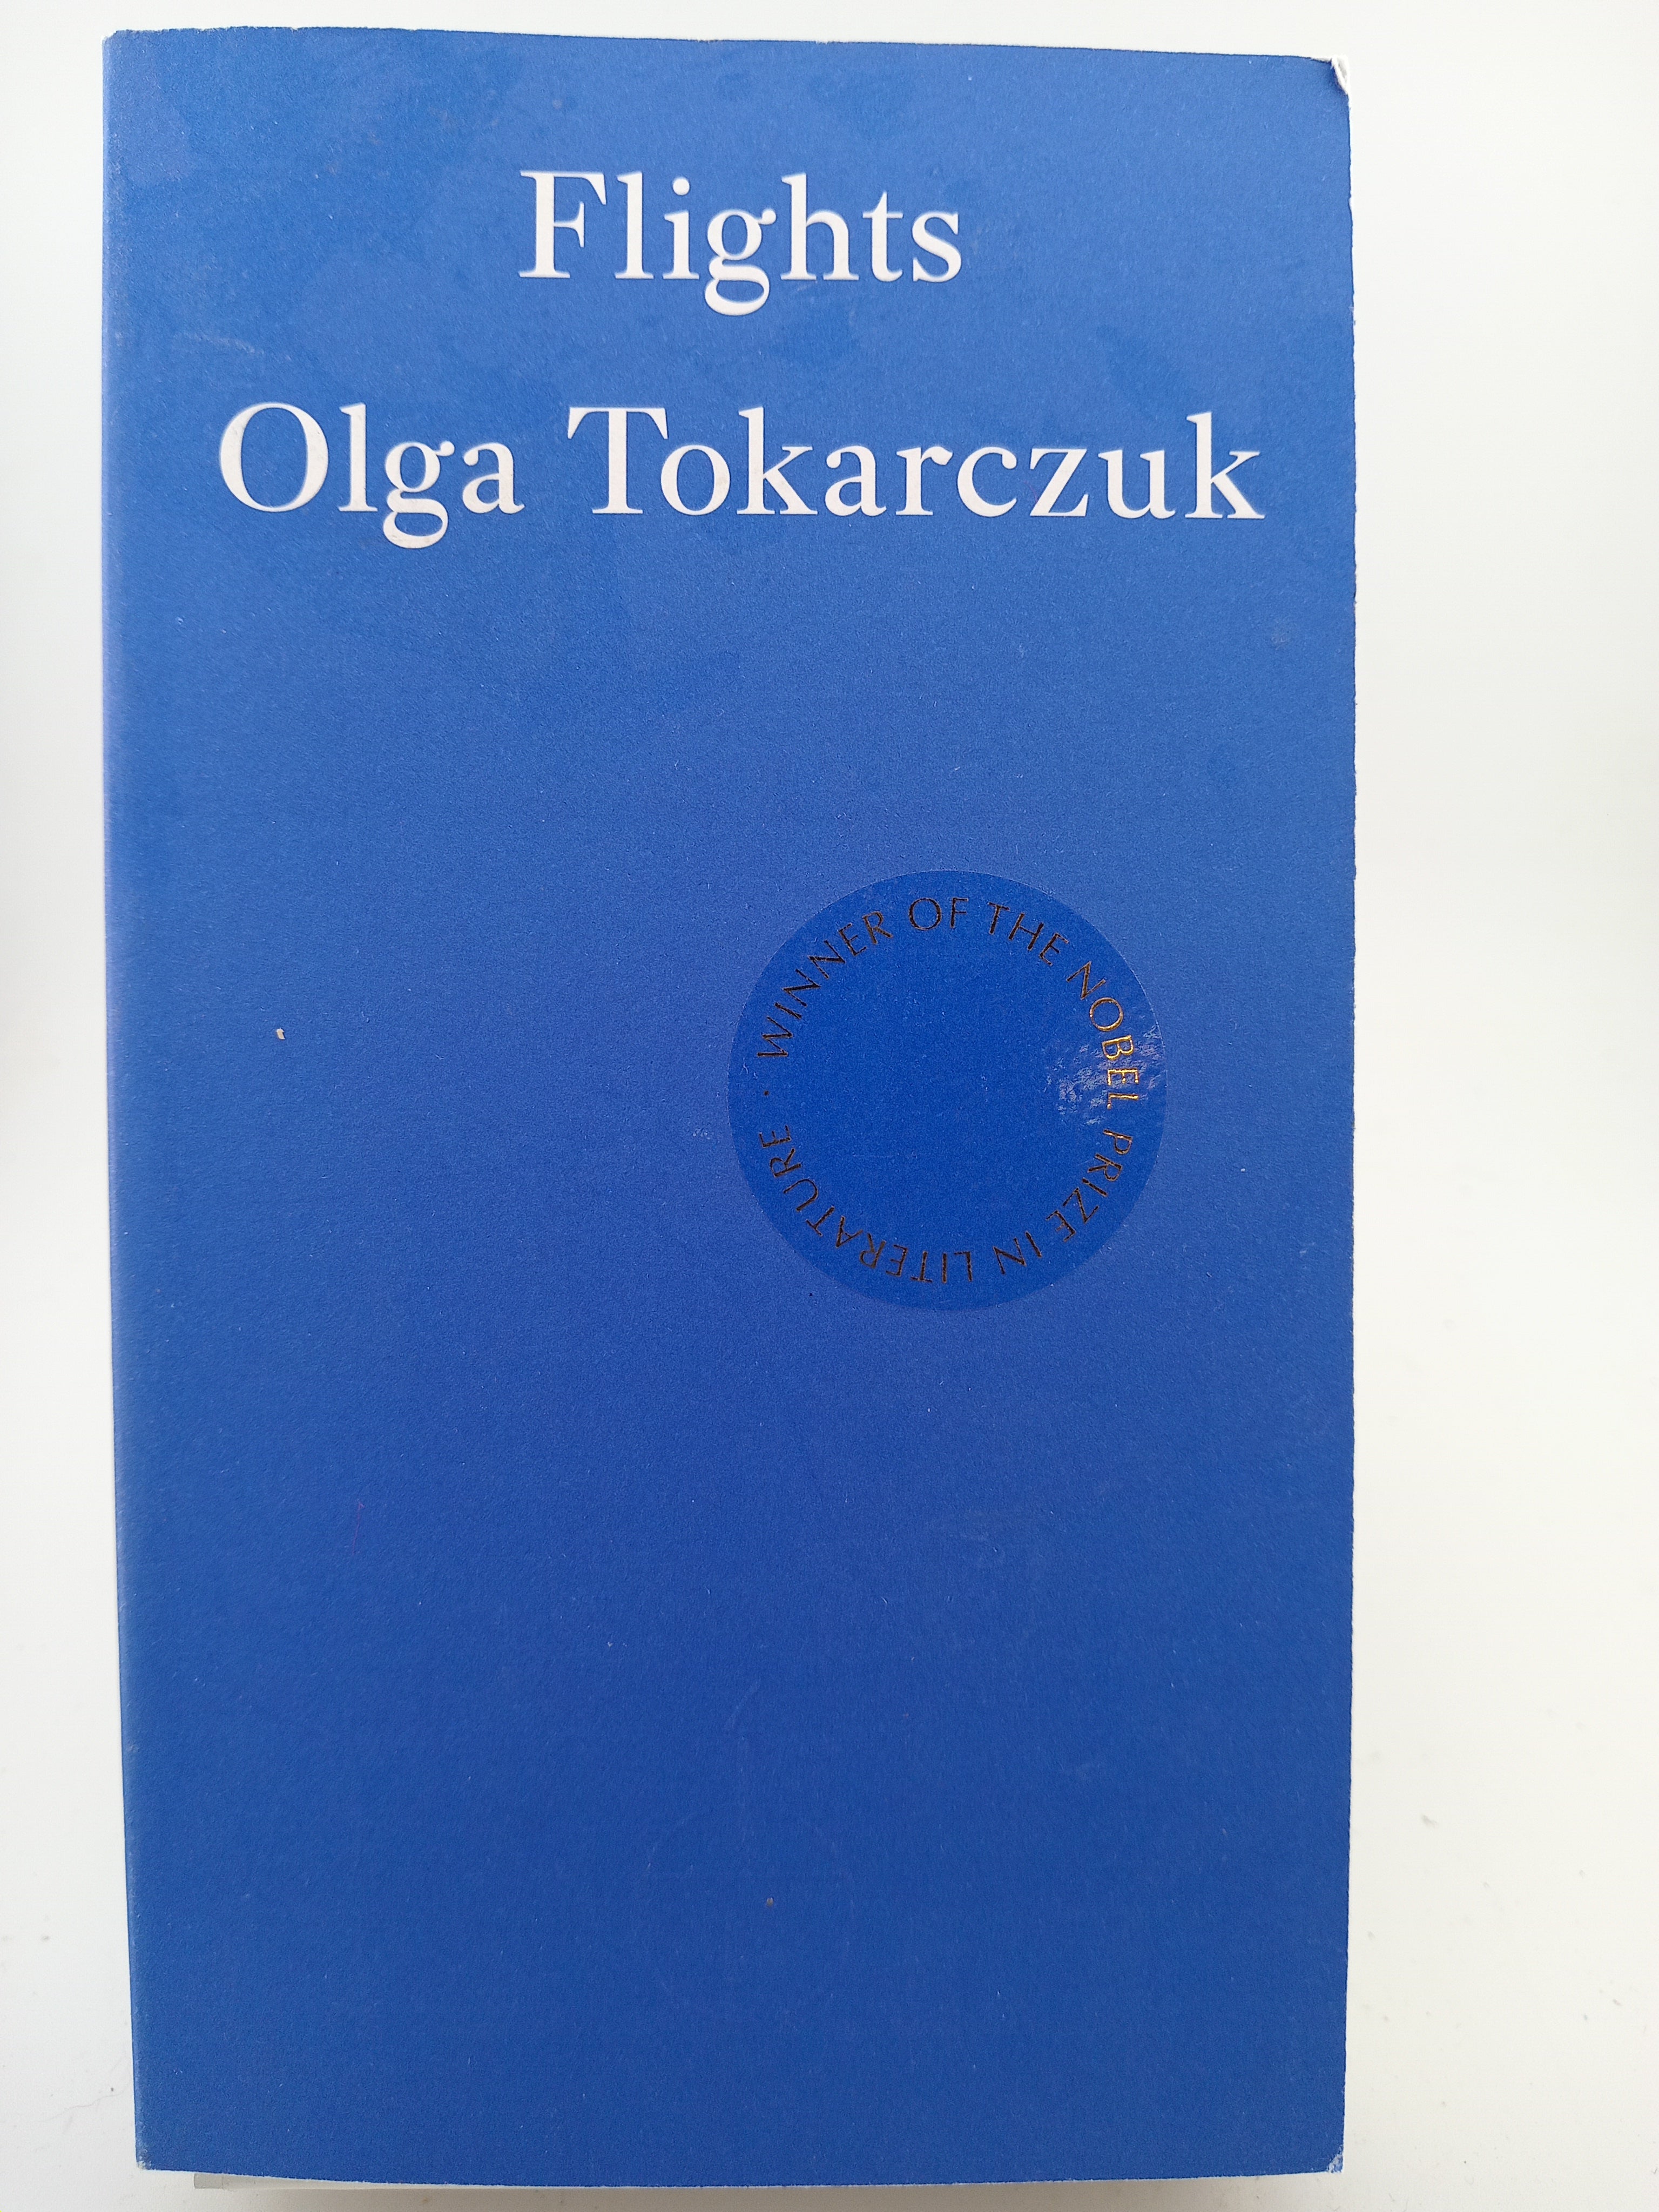 Flights
Olga Tokarczuk
WINNER OF THE NOBEL PRIZE IN LITERATURE ·